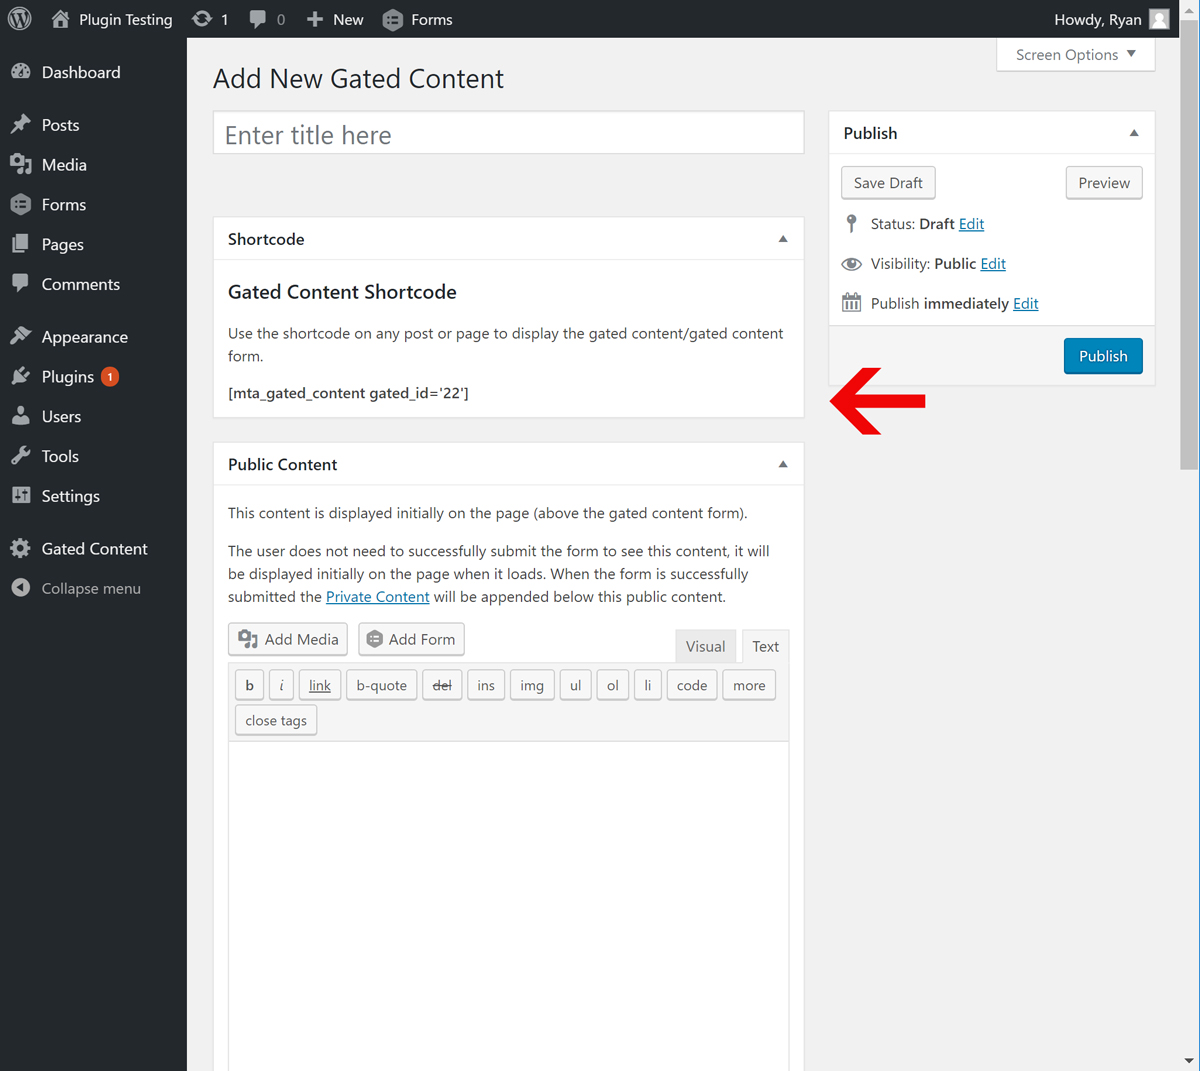 Plugin Testing 1 0 New Forms Howdy, Ryan
Screen Options
Dashboard
Posts
Media
Forms
Pages
Comments
Appearance
Plugins 1
Users
Tools
Settings
Gated Content
Collapse menu
Add New Gated Content
Enter title here
Shortcode
Gated Content Shortcode
Use the shortcode on any post or page to display the gated content/gated content
form.
[mta_gated_content gated_id='22']
Public Content
This content is displayed initially on the page (above the gated content form).
The user does not need to successfully submit the form to see this content, it will
be displayed initially on the page when it loads. When the form is successfully
submitted the Private Content will be appended below this public content.
Add Media Add Form Visual Text
b i link b-quote del ins img ul ol li code more
close tags
Publish
Save Draft Preview
Status: Draft Edit
Visibility: Public Edit
Publish immediately Edit
Publish